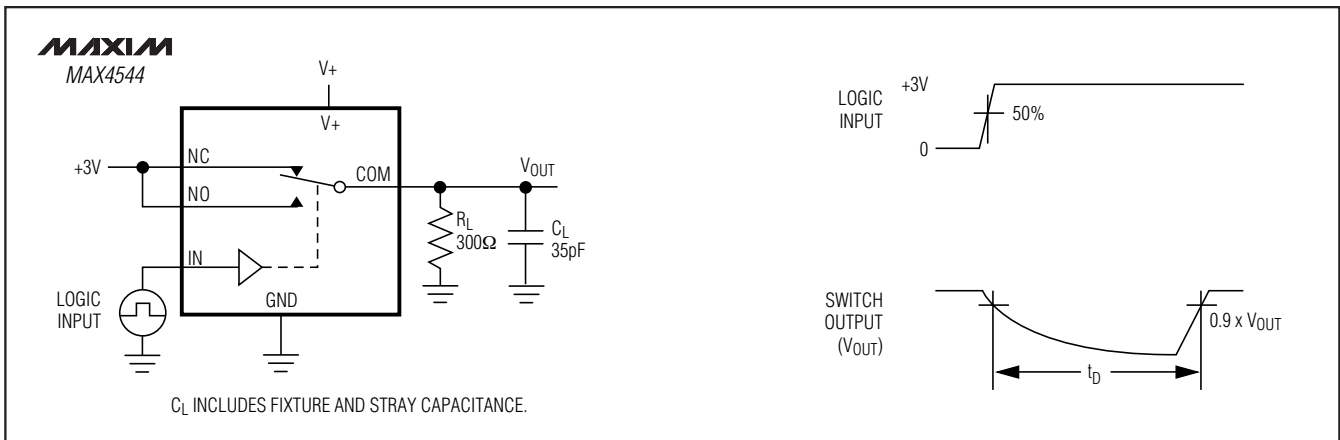 MAXIM
MAX4544
V+
V+
+3V
NC
NO
COM
VOUT
RL
300Ω
CL
35pF
IN
LOGIC
INPUT
GND
CL INCLUDES FIXTURE AND STRAY CAPACITANCE.
LOGIC
INPUT
+3V
50%
0
SWITCH
OUTPUT
(VOUT)
0.9 x VOUT
tD